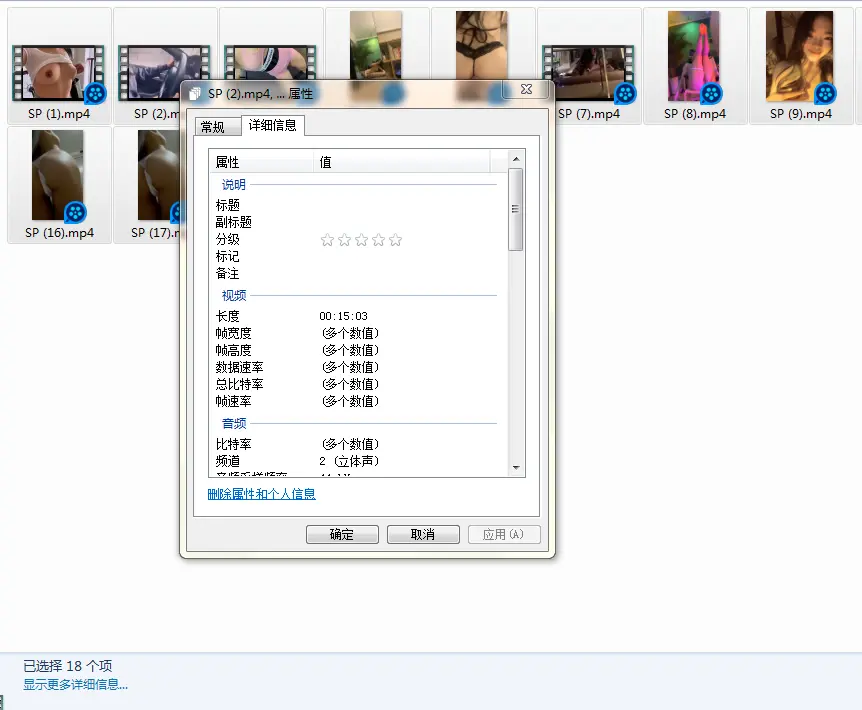 SP (1).mp4
SP (2).m
SP (7).mp4
SP (8).mp4
SP (9).mp4
SP (2).mp4, ... 属性
常规
详细信息
属性 值
说明
标题
副标题
分级
标记
备注
视频
长度 00:15:03
帧宽度 (多个数值)
帧高度 (多个数值)
数据速率 (多个数值)
总比特率 (多个数值)
帧速率 (多个数值)
音频
比特率 (多个数值)
频道 2 (立体声)
删除属性和个人信息
确定
取消
应用(A)
SP (16).mp4
SP (17).m
已选择 18 个项
显示更多详细信息...